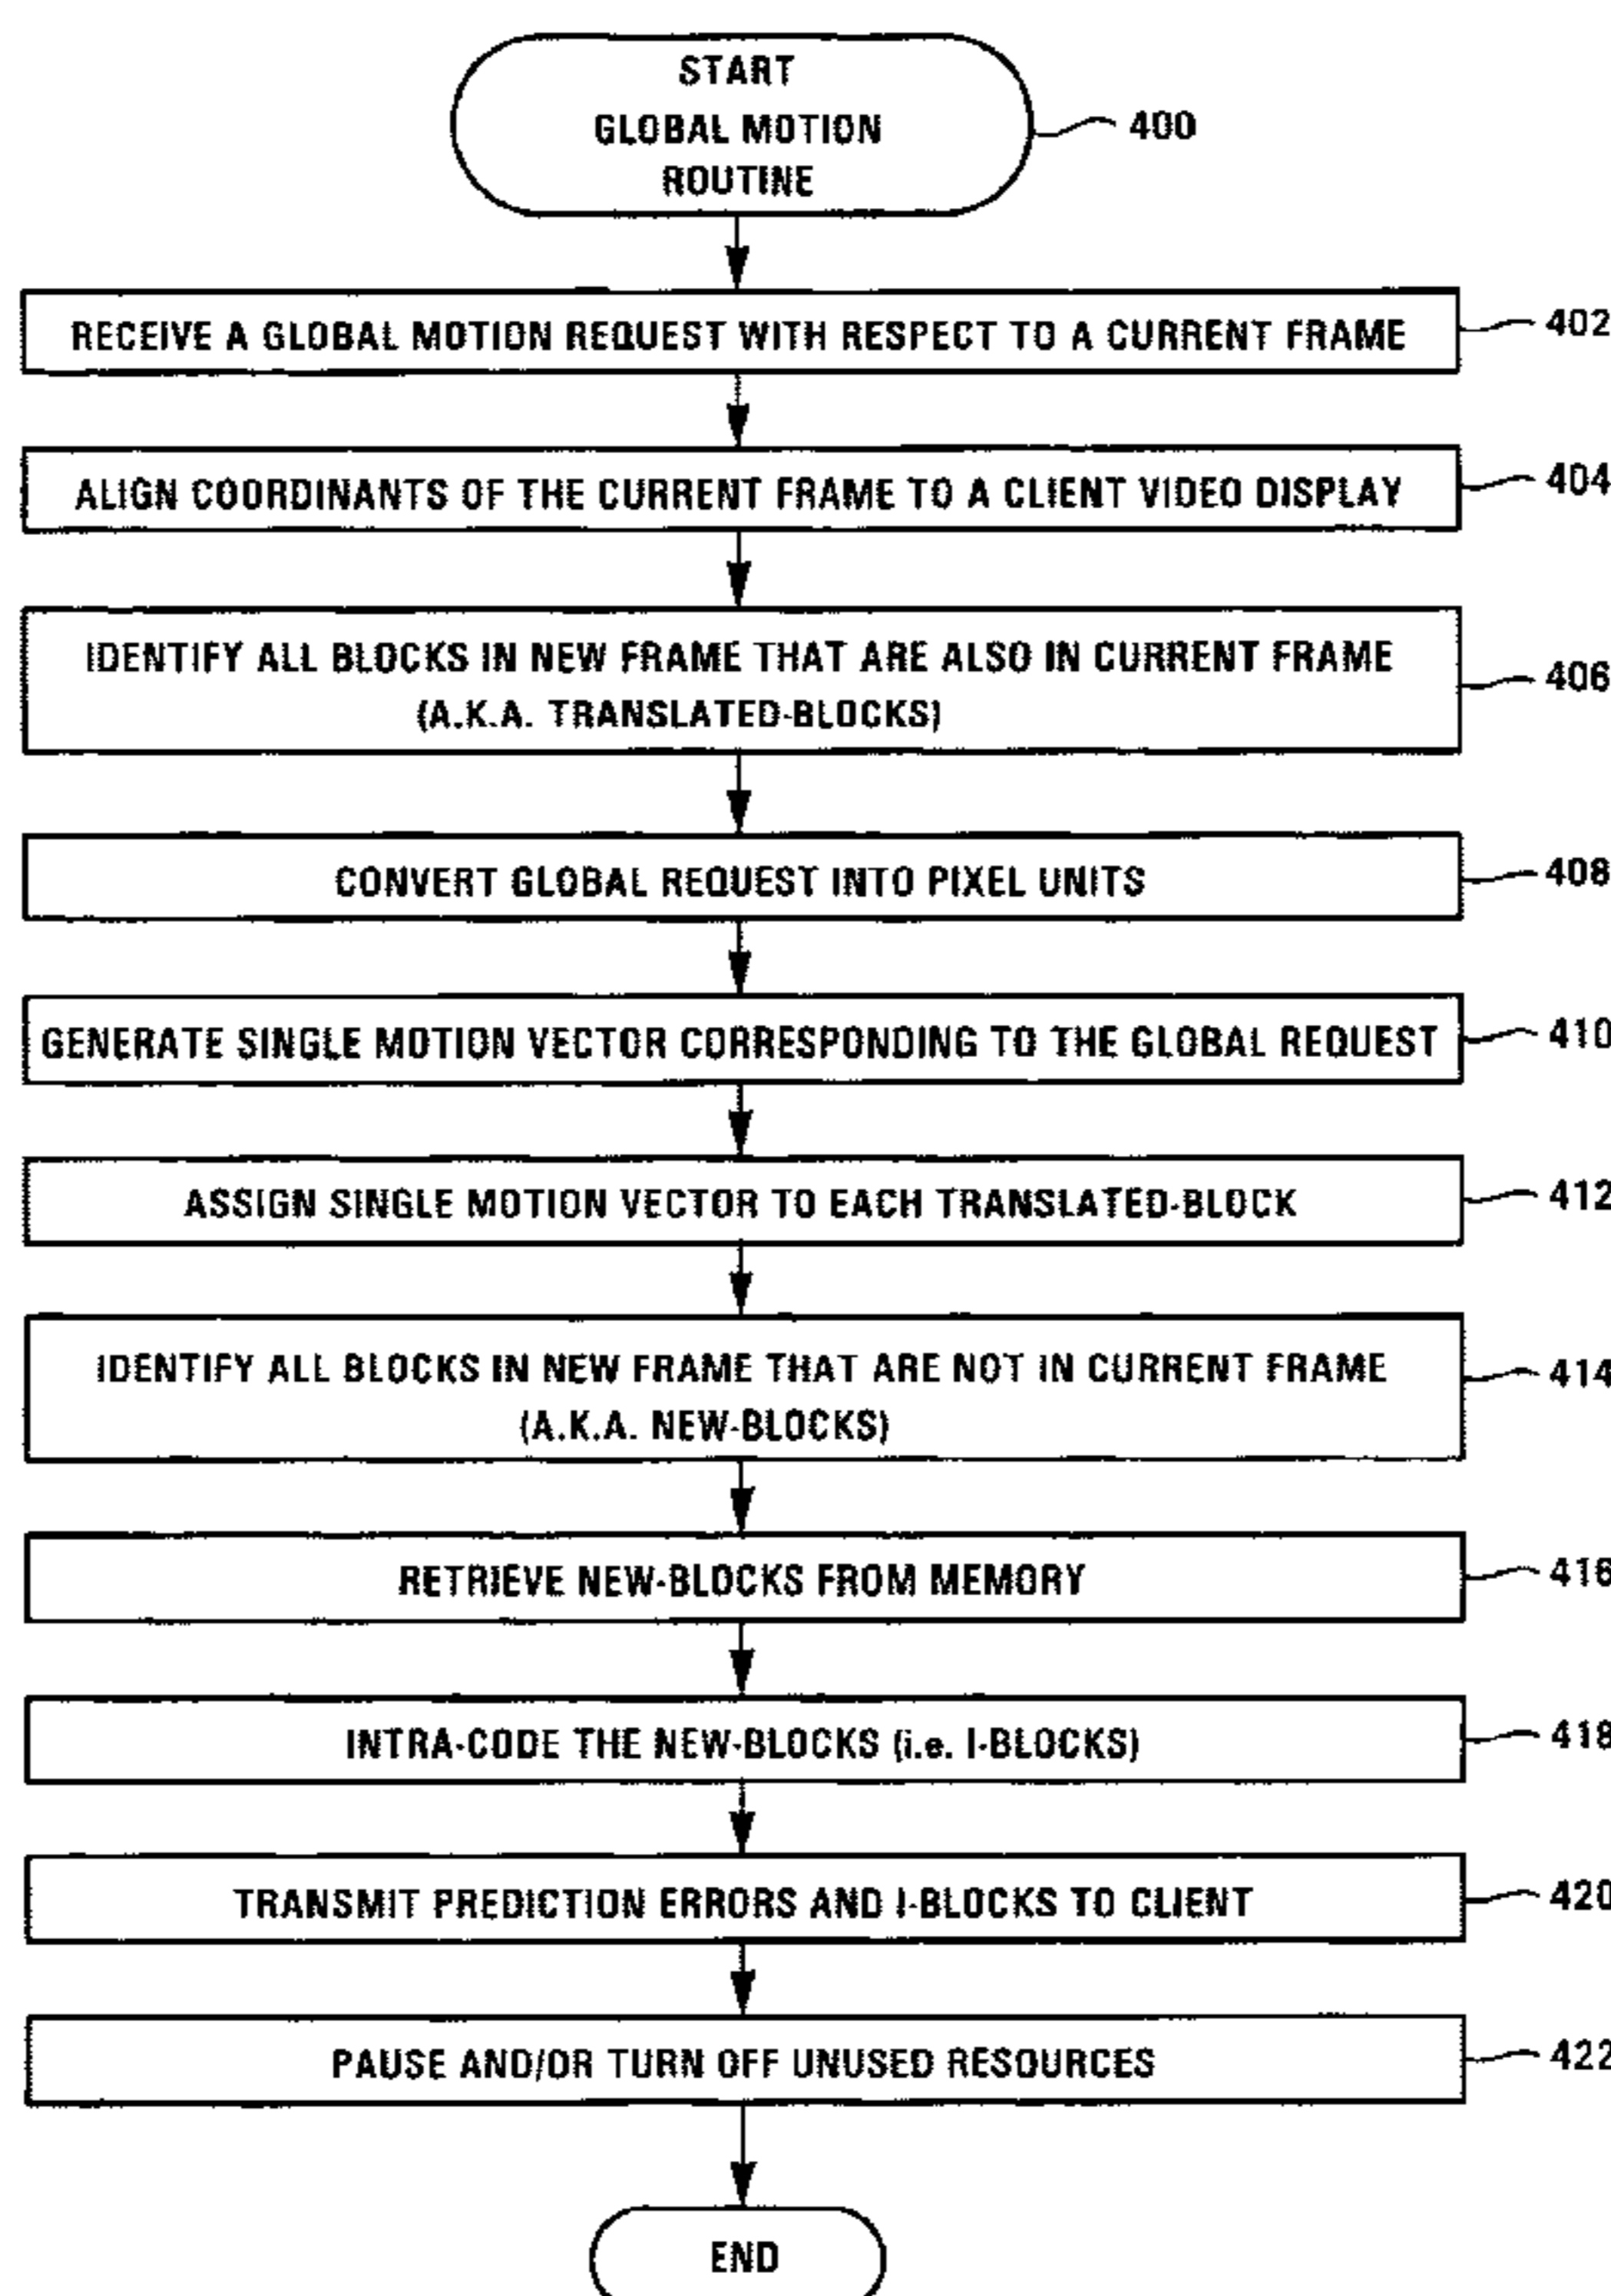 START
GLOBAL MOTION
ROUTINE
400
RECEIVE A GLOBAL MOTION REQUEST WITH RESPECT TO A CURRENT FRAME
402
ALIGN COORDINANTS OF THE CURRENT FRAME TO A CLIENT VIDEO DISPLAY
404
IDENTIFY ALL BLOCKS IN NEW FRAME THAT ARE ALSO IN CURRENT FRAME
(A.K.A. TRANSLATED-BLOCKS)
406
CONVERT GLOBAL REQUEST INTO PIXEL UNITS
408
GENERATE SINGLE MOTION VECTOR CORRESPONDING TO THE GLOBAL REQUEST
410
ASSIGN SINGLE MOTION VECTOR TO EACH TRANSLATED-BLOCK
412
IDENTIFY ALL BLOCKS IN NEW FRAME THAT ARE NOT IN CURRENT FRAME
(A.K.A. NEW-BLOCKS)
414
RETRIEVE NEW-BLOCKS FROM MEMORY
416
INTRA-CODE THE NEW-BLOCKS (i.e. I-BLOCKS)
418
TRANSMIT PREDICTION ERRORS AND I-BLOCKS TO CLIENT
420
PAUSE AND/OR TURN OFF UNUSED RESOURCES
422
END